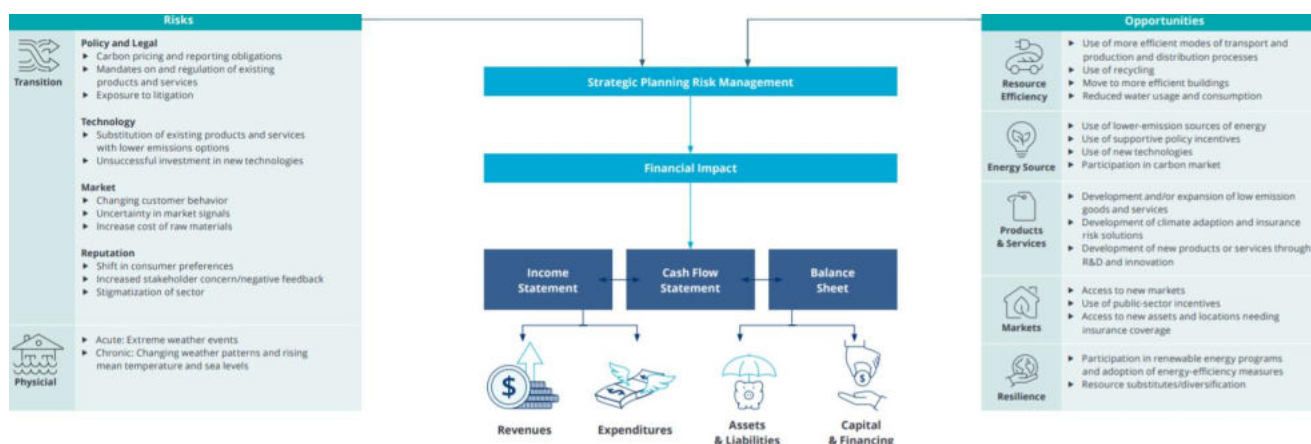 Risks
Transition
Policy and Legal
► Carbon pricing and reporting obligations
► Mandates on and regulation of existing
products and services
► Exposure to litigation
Technology
► Substitution of existing products and services
with lower emissions options
► Unsuccessful investment in new technologies
Market
► Changing customer behavior
► Uncertainty in market signals
► Increase cost of raw materials
Reputation
► Shift in consumer preferences
► Increased stakeholder concern/negative feedback
► Stigmatization of sector
Physicial
► Acute: Extreme weather events
► Chronic: Changing weather patterns and rising
mean temperature and sea levels
Strategic Planning Risk Management
Financial Impact
Income
Statement
Cash Flow
Statement
Balance
Sheet
Revenues
Expenditures
Assets
& Liabilities
Capital
& Financing
Opportunities
Resource
Efficiency
► Use of more efficient modes of transport and
production and distribution processes
► Use of recycling
► Move to more efficient buildings
► Reduced water usage and consumption
Energy Source
► Use of lower-emission sources of energy
► Use of supportive policy incentives
► Use of new technologies
► Participation in carbon market
Products
& Services
► Development and/or expansion of low emission
goods and services
► Development of climate adaption and insurance
risk solutions
► Development of new products or services through
R&D and innovation
Markets
► Access to new markets
► Use of public-sector incentives
► Access to new assets and locations needing
insurance coverage
Resilience
► Participation in renewable energy programs
and adoption of energy-efficiency measures
► Resource substitutes/diversification